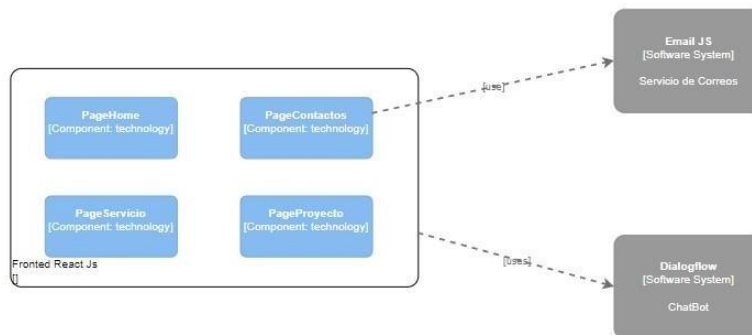 Email JS
[Software System]
Servicio de Correos
PageHome
[Component: technology]
PageContactos
[Component: technology]
[use]
PageServicio
[Component: technology]
PageProyecto
[Component: technology]
Fronted React Js
[]
[uses]
Dialogflow
[Software System]
ChatBot